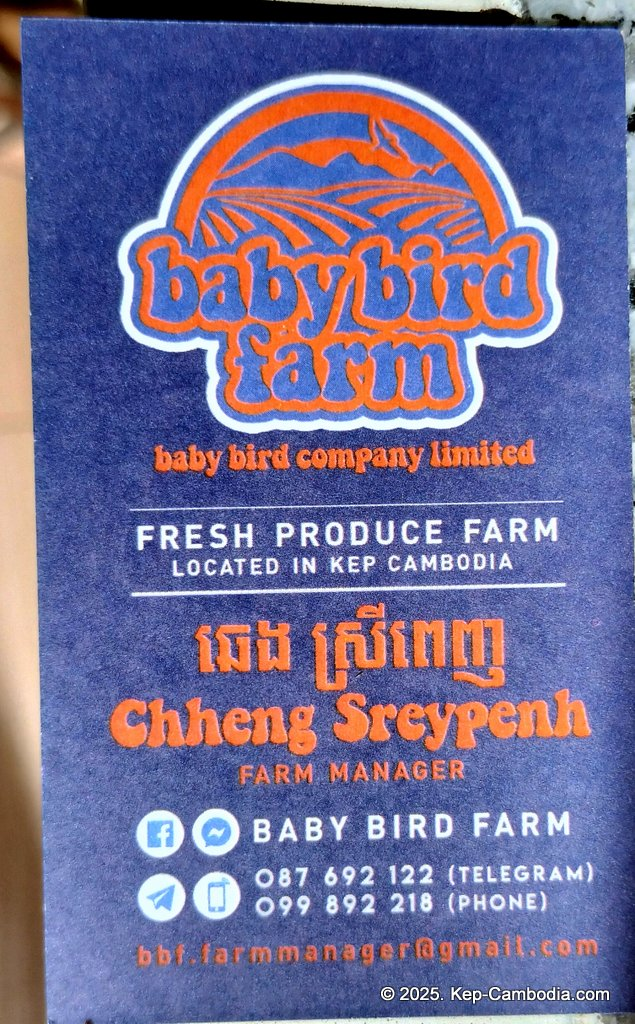 baby bird
farm
baby bird company limited
FRESH PRODUCE FARM
LOCATED IN KEP CAMBODIA
ឆេង ស្រីពេញ
Chheng Sreypenh
FARM MANAGER
BABY BIRD FARM
087 692 122 (TELEGRAM)
099 892 218 (PHONE)
bbf.farmmanager@gmail.com
© 2025. Kep-Cambodia.com